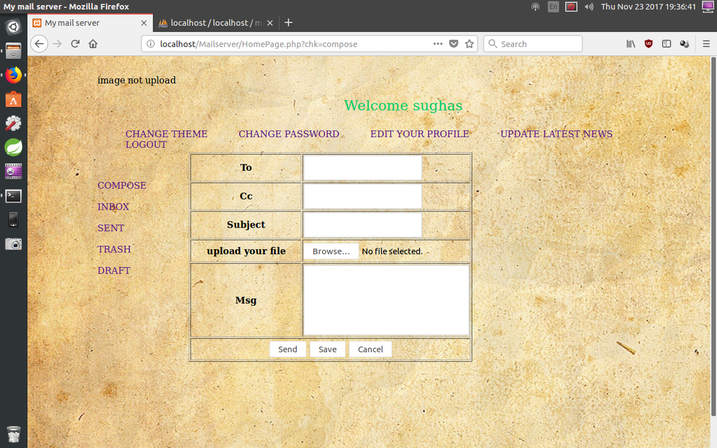 My mail server - Mozilla Firefox
En
Thu Nov 23 2017 19:36:41
My mail server
localhost / localhost / m
localhost/Mailserver/HomePage.php?chk=compose
Search
image not upload
Welcome sughas
CHANGE THEME CHANGE PASSWORD EDIT YOUR PROFILE UPDATE LATEST NEWS
LOGOUT
COMPOSE
INBOX
SENT
TRASH
DRAFT
To
Cc
Subject
upload your file Browse... No file selected.
Msg
Send Save Cancel